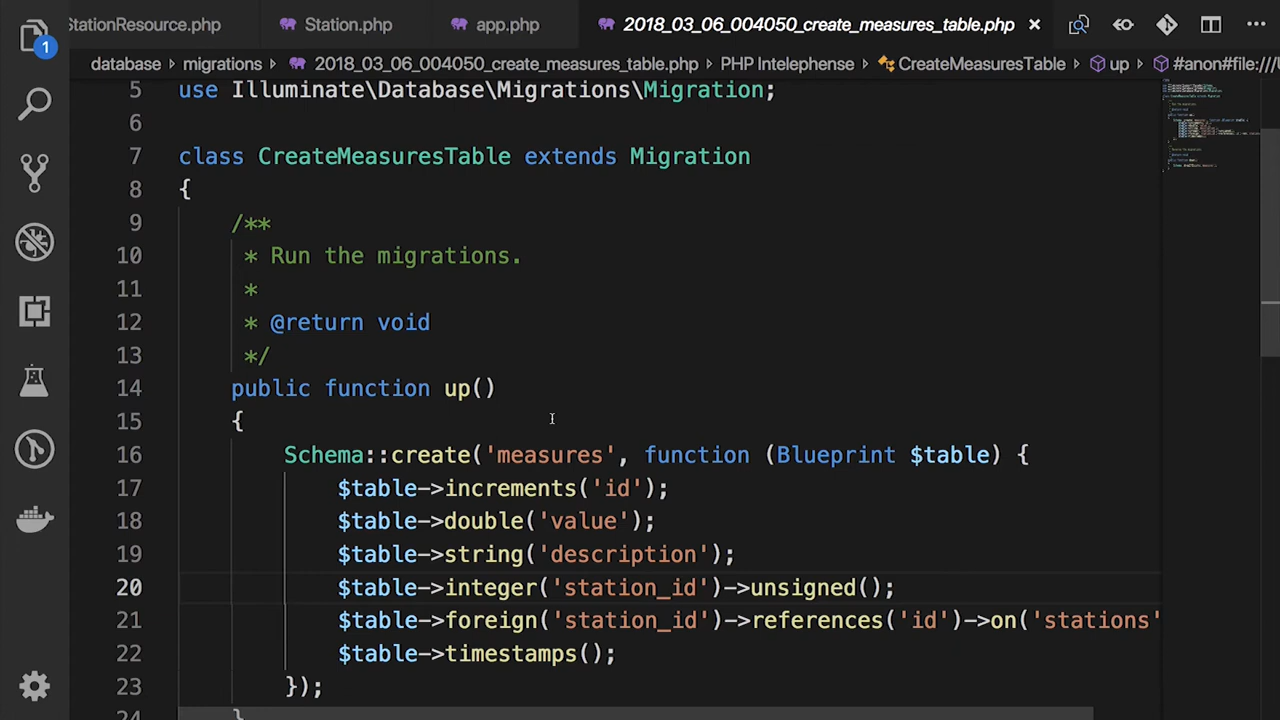 StationResource.php Station.php app.php 2018_03_06_004050_create_measures_table.php
1
database migrations 2018_03_06_004050_create_measures_table.php PHP Intelephense CreateMeasuresTable up #anon#file:///U
5 use Illuminate\Database\Migrations\Migration;
6
7 class CreateMeasuresTable extends Migration
8 {
9 /**
10 * Run the migrations.
11 *
12 * @return void
13 */
14 public function up()
15 {
16 Schema::create('measures', function (Blueprint $table) {
17 $table->increments('id');
18 $table->double('value');
19 $table->string('description');
20 $table->integer('station_id')->unsigned();
21 $table->foreign('station_id')->references('id')->on('stations'
22 $table->timestamps();
23 });
24 }